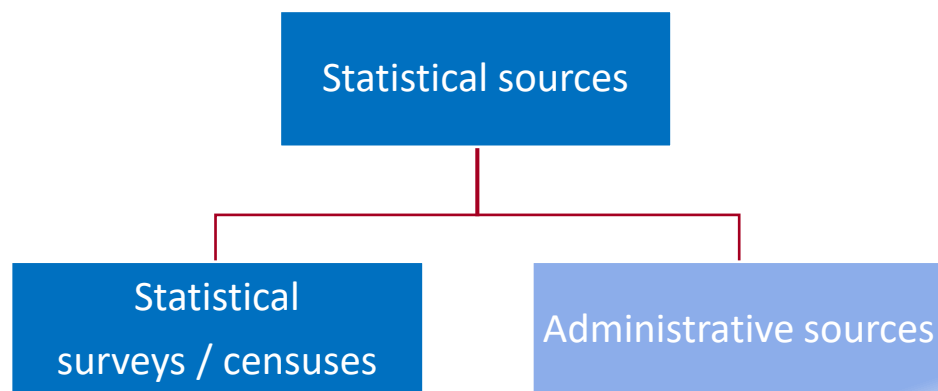 Statistical sources
Statistical
surveys / censuses
Administrative sources